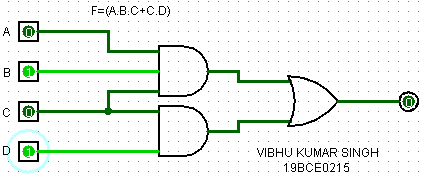 F=(A.B.C+C.D)
A 0
B 1
C 0 0
D 1
VIBHU KUMAR SINGH
19BCE0215